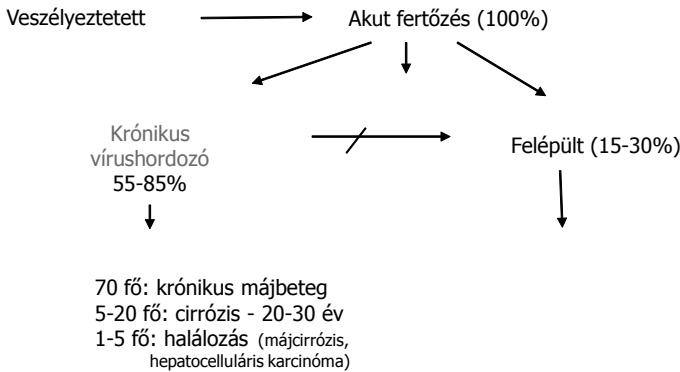 Veszélyeztetett
Akut fertőzés (100%)
Krónikus
vírushordozó
55-85%
Felépült (15-30%)
70 fő: krónikus májbeteg
5-20 fő: cirrózis - 20-30 év
1-5 fő: halálozás (májcirrózis,
hepatocelluláris karcinóma)